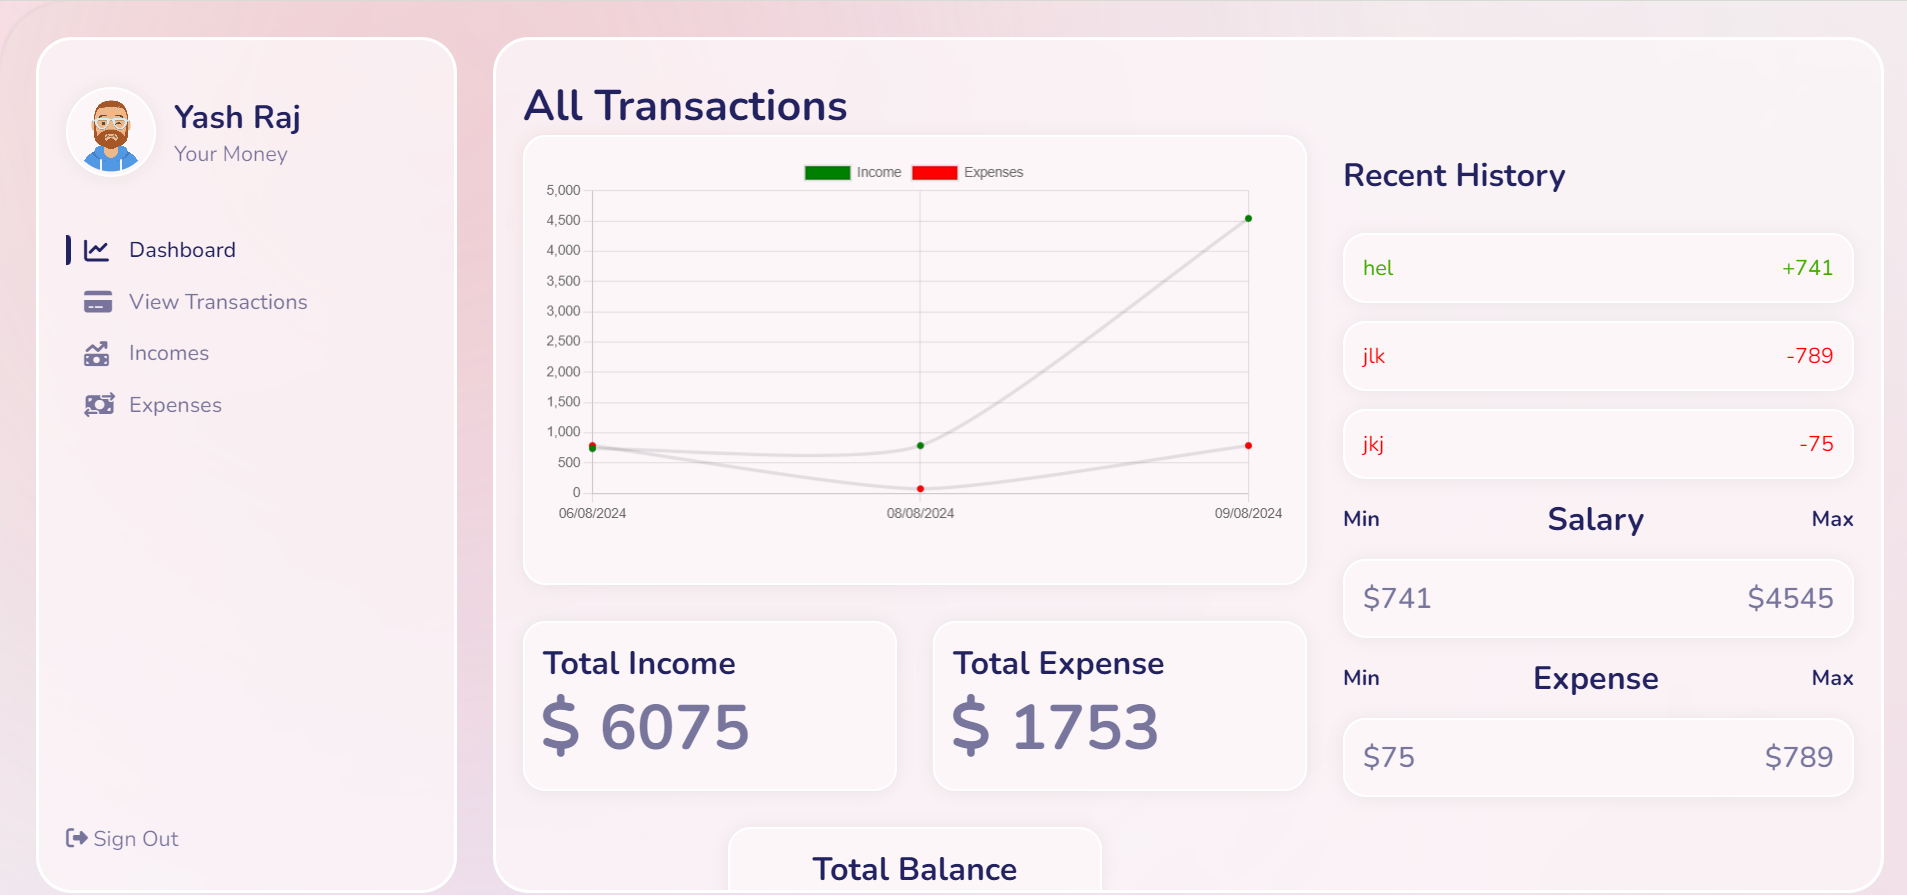 Yash Raj
Your Money
Dashboard
View Transactions
Incomes
Expenses
Sign Out
All Transactions
Income Expenses
5,000
4,500
4,000
3,500
3,000
2,500
2,000
1,500
1,000
500
0
06/08/2024 08/08/2024 09/08/2024
Total Income
$ 6075
Total Expense
$ 1753
Total Balance
Recent History
hel +741
jlk -789
jkj -75
Min Salary Max
$741 $4545
Min Expense Max
$75 $789